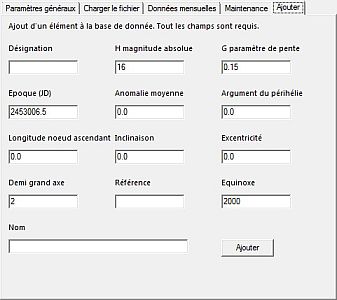 Paramètres généraux Charger le fichier Données mensuelles Maintenance Ajouter
Ajout d'un élément à la base de donnée. Tout les champs sont requis.
Désignation H magnitude absolue G paramètre de pente
16 0.15
Epoque (JD) Anomalie moyenne Argument du périhélie
2453006.5 0.0 0.0
Longitude noeud ascendant Inclinaison Excentricité
0.0 0.0 0.0
Demi grand axe Référence Equinoxe
2 2000
Nom
Ajouter